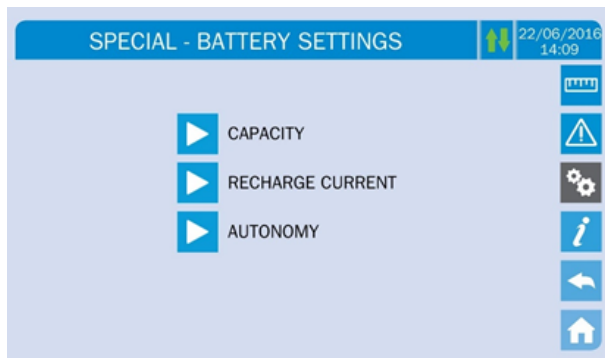 SPECIAL - BATTERY SETTINGS
22/06/2016
14:09
CAPACITY
RECHARGE CURRENT
AUTONOMY
i